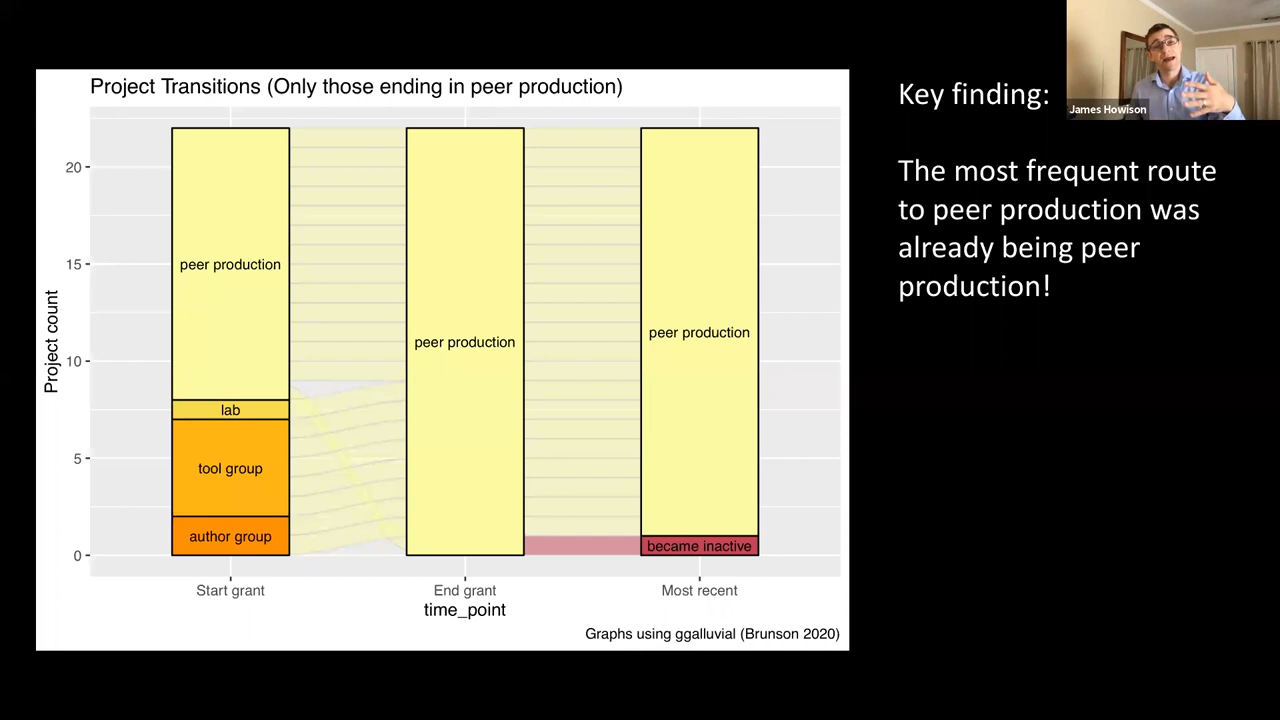 Project Transitions (Only those ending in peer production)
Project count
20
15
10
5
0
peer production
lab
tool group
author group
peer production
peer production
became inactive
Start grant
End grant
Most recent
time_point
Graphs using ggalluvial (Brunson 2020)
Key finding:
The most frequent route
to peer production was
already being peer
production!
James Howison